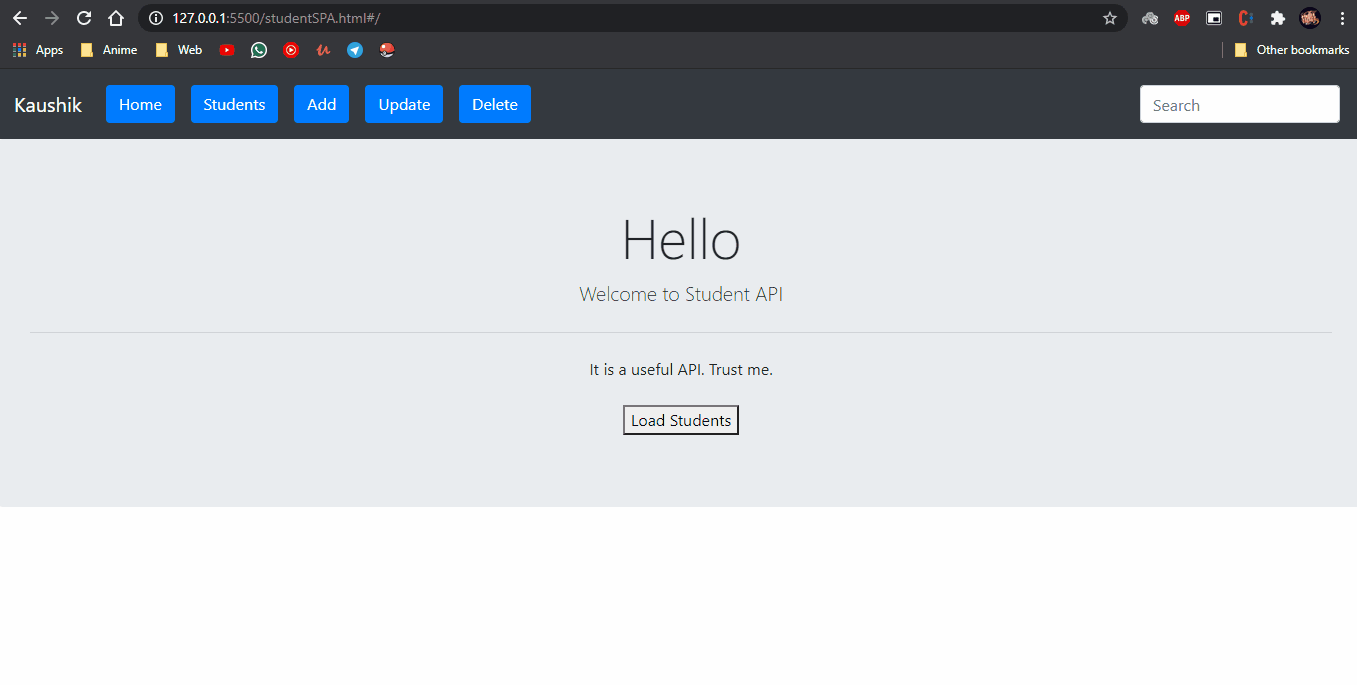 127.0.0.1:5500/studentSPA.html#/
ABP
Apps Anime Web Other bookmarks
Kaushik Home Students Add Update Delete Search
Hello
Welcome to Student API
It is a useful API. Trust me.
Load Students